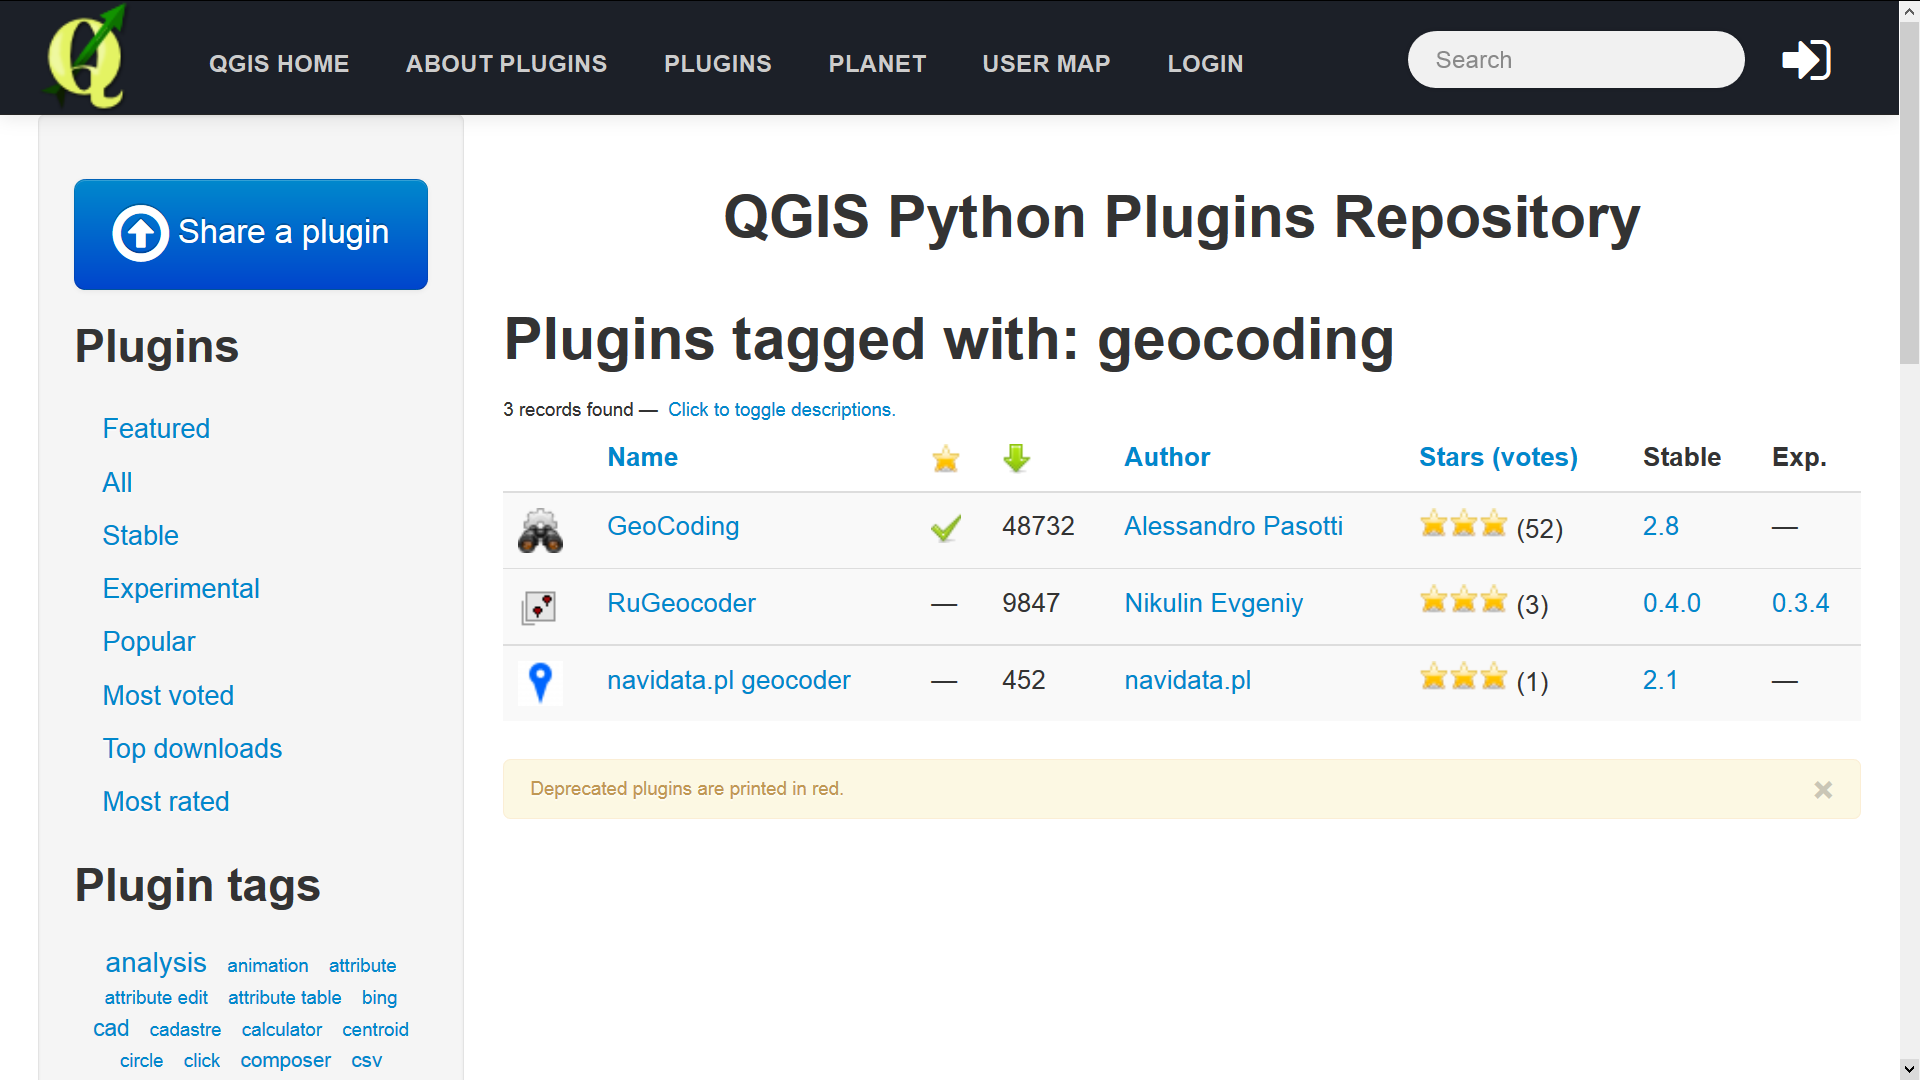 QGIS HOME ABOUT PLUGINS PLUGINS PLANET USER MAP LOGIN Search
Share a plugin
Plugins
Featured
All
Stable
Experimental
Popular
Most voted
Top downloads
Most rated
Plugin tags
analysis animation attribute
attribute edit attribute table bing
cad cadastre calculator centroid
circle click composer csv
QGIS Python Plugins Repository
Plugins tagged with: geocoding
3 records found — Click to toggle descriptions.
Name Author Stars (votes) Stable Exp.
GeoCoding 48732 Alessandro Pasotti (52) 2.8 —
RuGeocoder — 9847 Nikulin Evgeniy (3) 0.4.0 0.3.4
navidata.pl geocoder — 452 navidata.pl (1) 2.1 —
Deprecated plugins are printed in red. ×